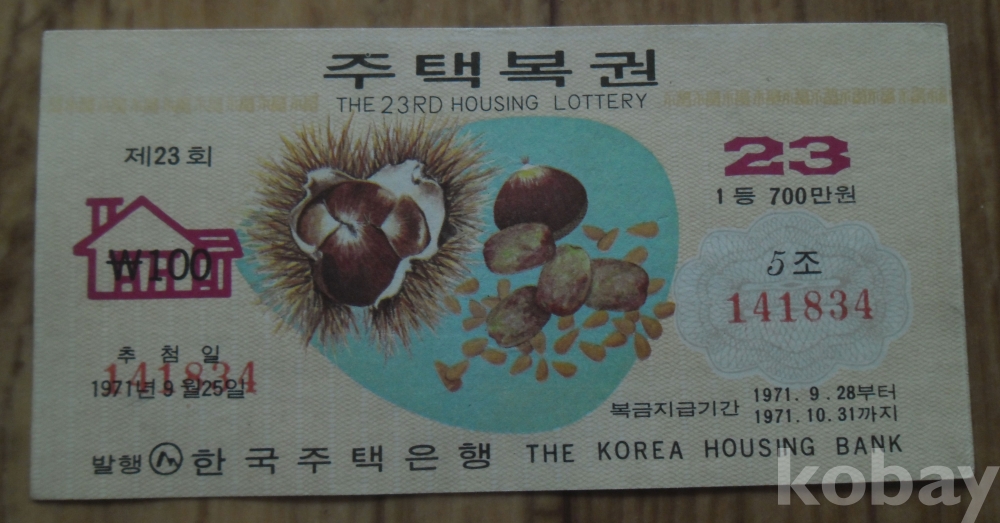 주택복권
THE 23RD HOUSING LOTTERY
제23회
23
1등 700만원
₩100
5조
141834
추첨일
141834
1971년 9월25일
복금지급기간 1971. 9. 28부터
1971. 10. 31까지
발행 한국주택은행 THE KOREA HOUSING BANK
kobay